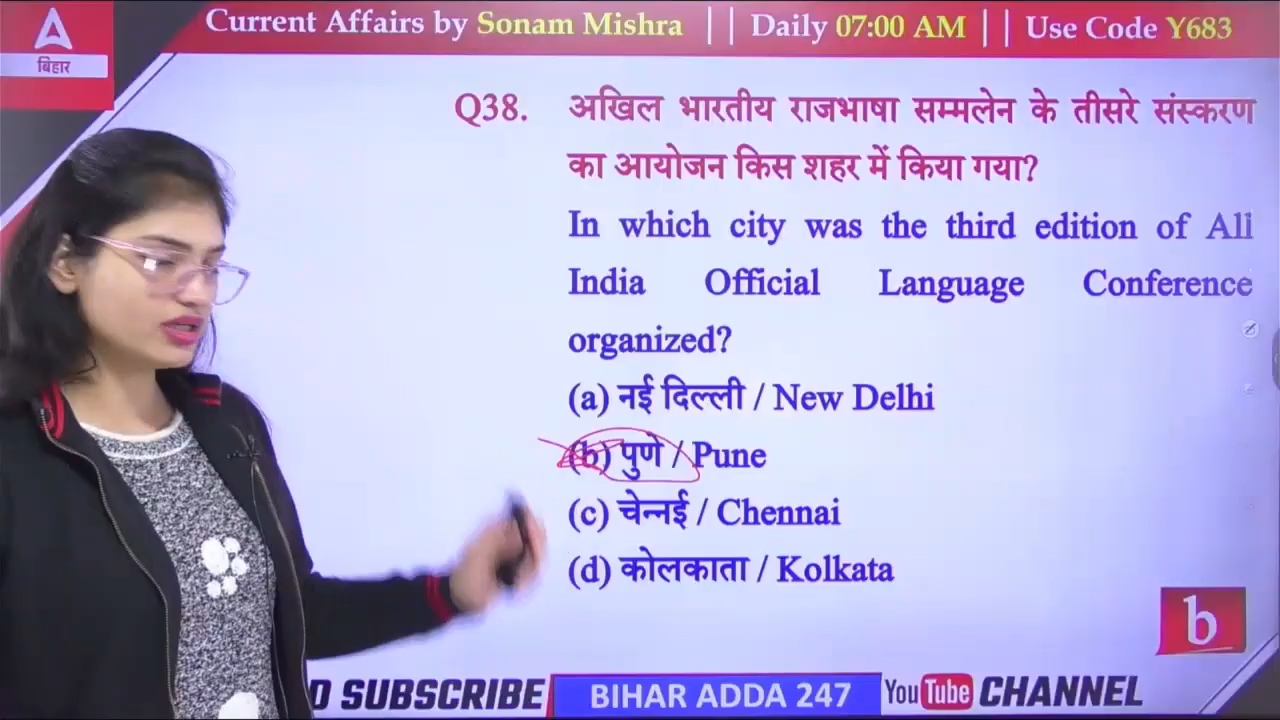 Current Affairs by Sonam Mishra || Daily 07:00 AM || Use Code Y683
A
बिहार
Q38. अखिल भारतीय राजभाषा सम्मलेन के तीसरे संस्करण
का आयोजन किस शहर में किया गया?
In which city was the third edition of All
India Official Language Conference
organized?
(a) नई दिल्ली / New Delhi
(b) पुणे / Pune
(c) चेन्नई / Chennai
(d) कोलकाता / Kolkata
b
D SUBSCRIBE BIHAR ADDA 247 YouTube CHANNEL